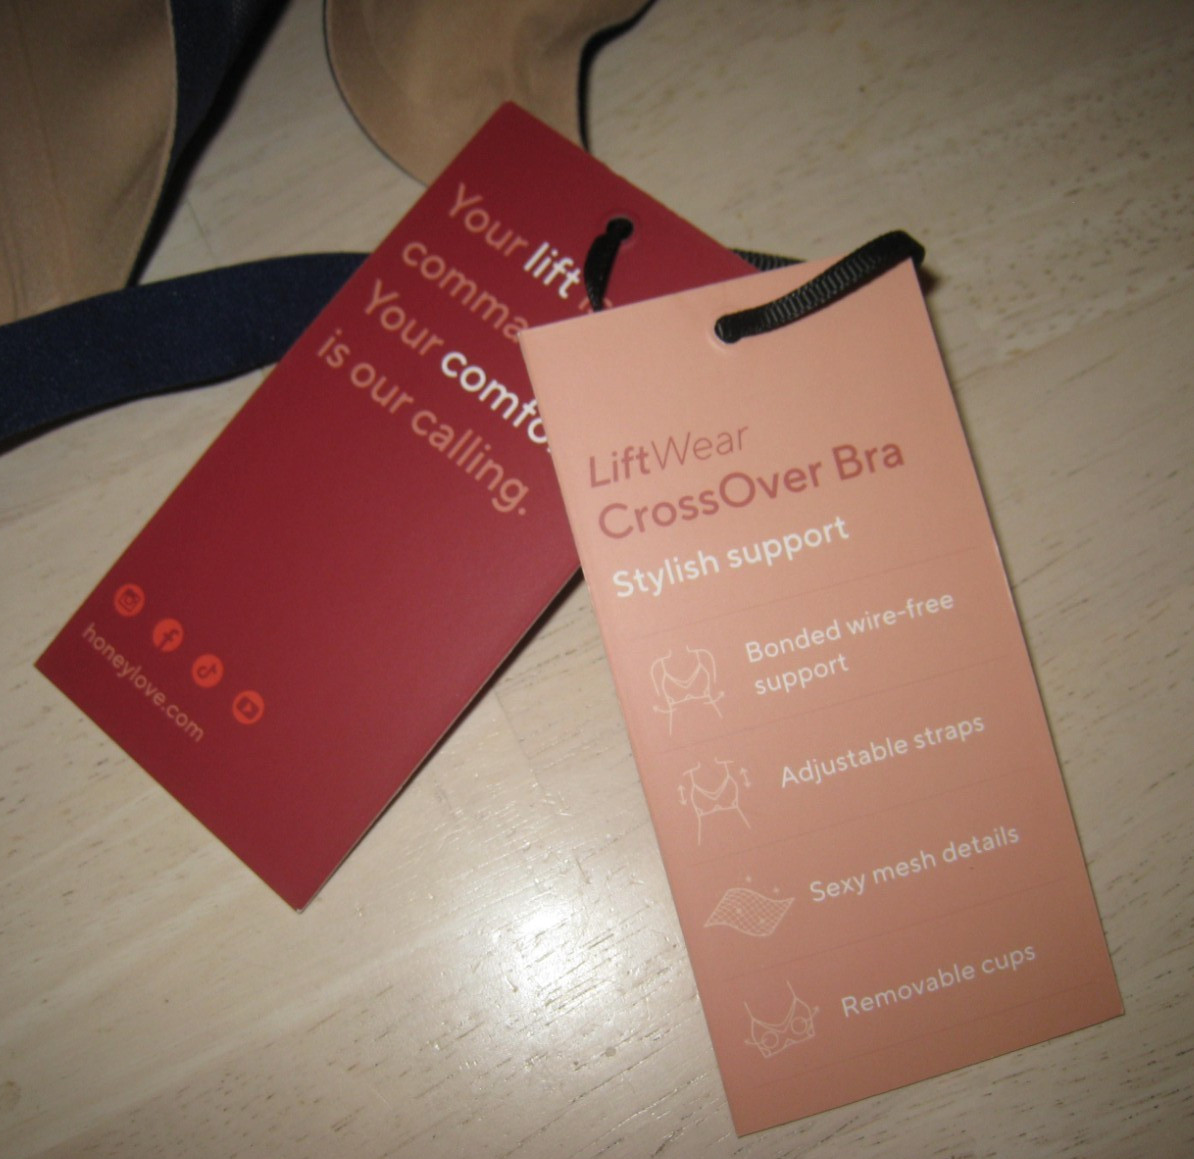 Your lift
Your comfo
is our calling.
honeylove.com
LiftWear
CrossOver Bra
Stylish support
Bonded wire-free
support
Adjustable straps
Sexy mesh details
Removable cups